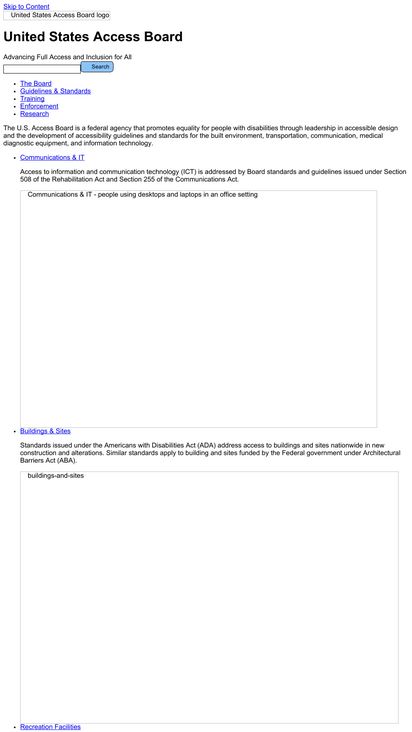 Skip to Content
United States Access Board logo
United States Access Board
Advancing Full Access and Inclusion for All
Search
The Board
Guidelines & Standards
Training
Enforcement
Research
The U.S. Access Board is a federal agency that promotes equality for people with disabilities through leadership in accessible design
and the development of accessibility guidelines and standards for the built environment, transportation, communication, medical
diagnostic equipment, and information technology.
Communications & IT
Access to information and communication technology (ICT) is addressed by Board standards and guidelines issued under Section
508 of the Rehabilitation Act and Section 255 of the Communications Act.
Communications & IT - people using desktops and laptops in an office setting
Buildings & Sites
Standards issued under the Americans with Disabilities Act (ADA) address access to buildings and sites nationwide in new
construction and alterations. Similar standards apply to building and sites funded by the Federal government under Architectural
Barriers Act (ABA).
buildings-and-sites
Recreation Facilities